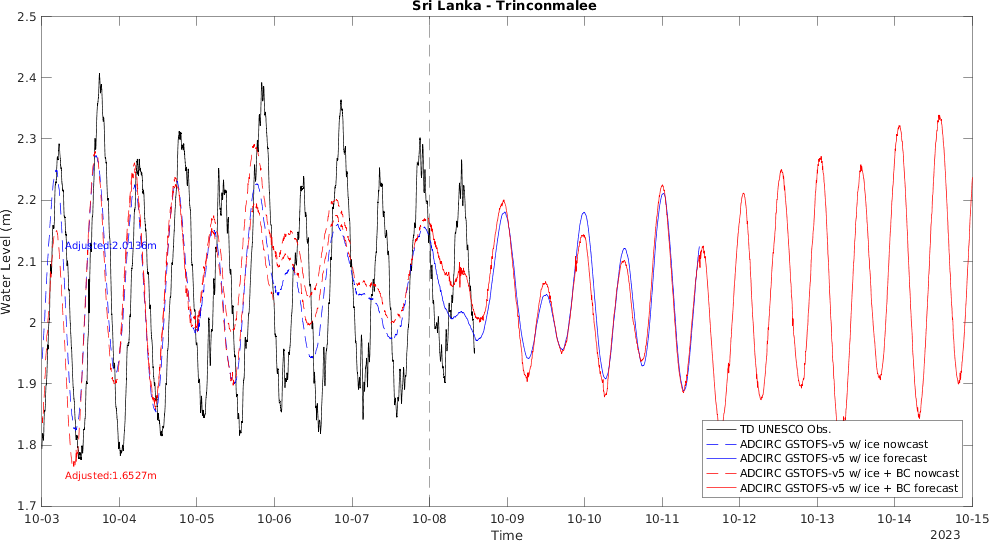 Sri Lanka - Trinconmalee
2.5
2.4
2.3
2.2
2.1
2
1.9
1.8
1.7
Water Level (m)
Adjusted:2.0136m
Adjusted:1.6527m
TD UNESCO Obs.
ADCIRC GSTOFS-v5 w/ ice nowcast
ADCIRC GSTOFS-v5 w/ ice forecast
ADCIRC GSTOFS-v5 w/ ice + BC nowcast
ADCIRC GSTOFS-v5 w/ ice + BC forecast
10-03 10-04 10-05 10-06 10-07 10-08 10-09 10-10 10-11 10-12 10-13 10-14 10-15
Time
2023